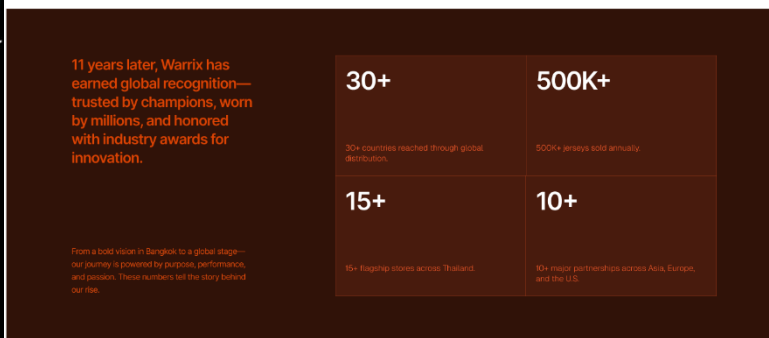 11 years later, Warrix has
earned global recognition—
trusted by champions, worn
by millions, and honored
with industry awards for
innovation.
From a bold vision in Bangkok to a global stage—
our journey is powered by purpose, performance,
and passion. These numbers tell the story behind
our rise.
30+
30+ countries reached through global
distribution.
500K+
500K+ jerseys sold annually.
15+
15+ flagship stores across Thailand.
10+
10+ major partnerships across Asia, Europe,
and the U.S.